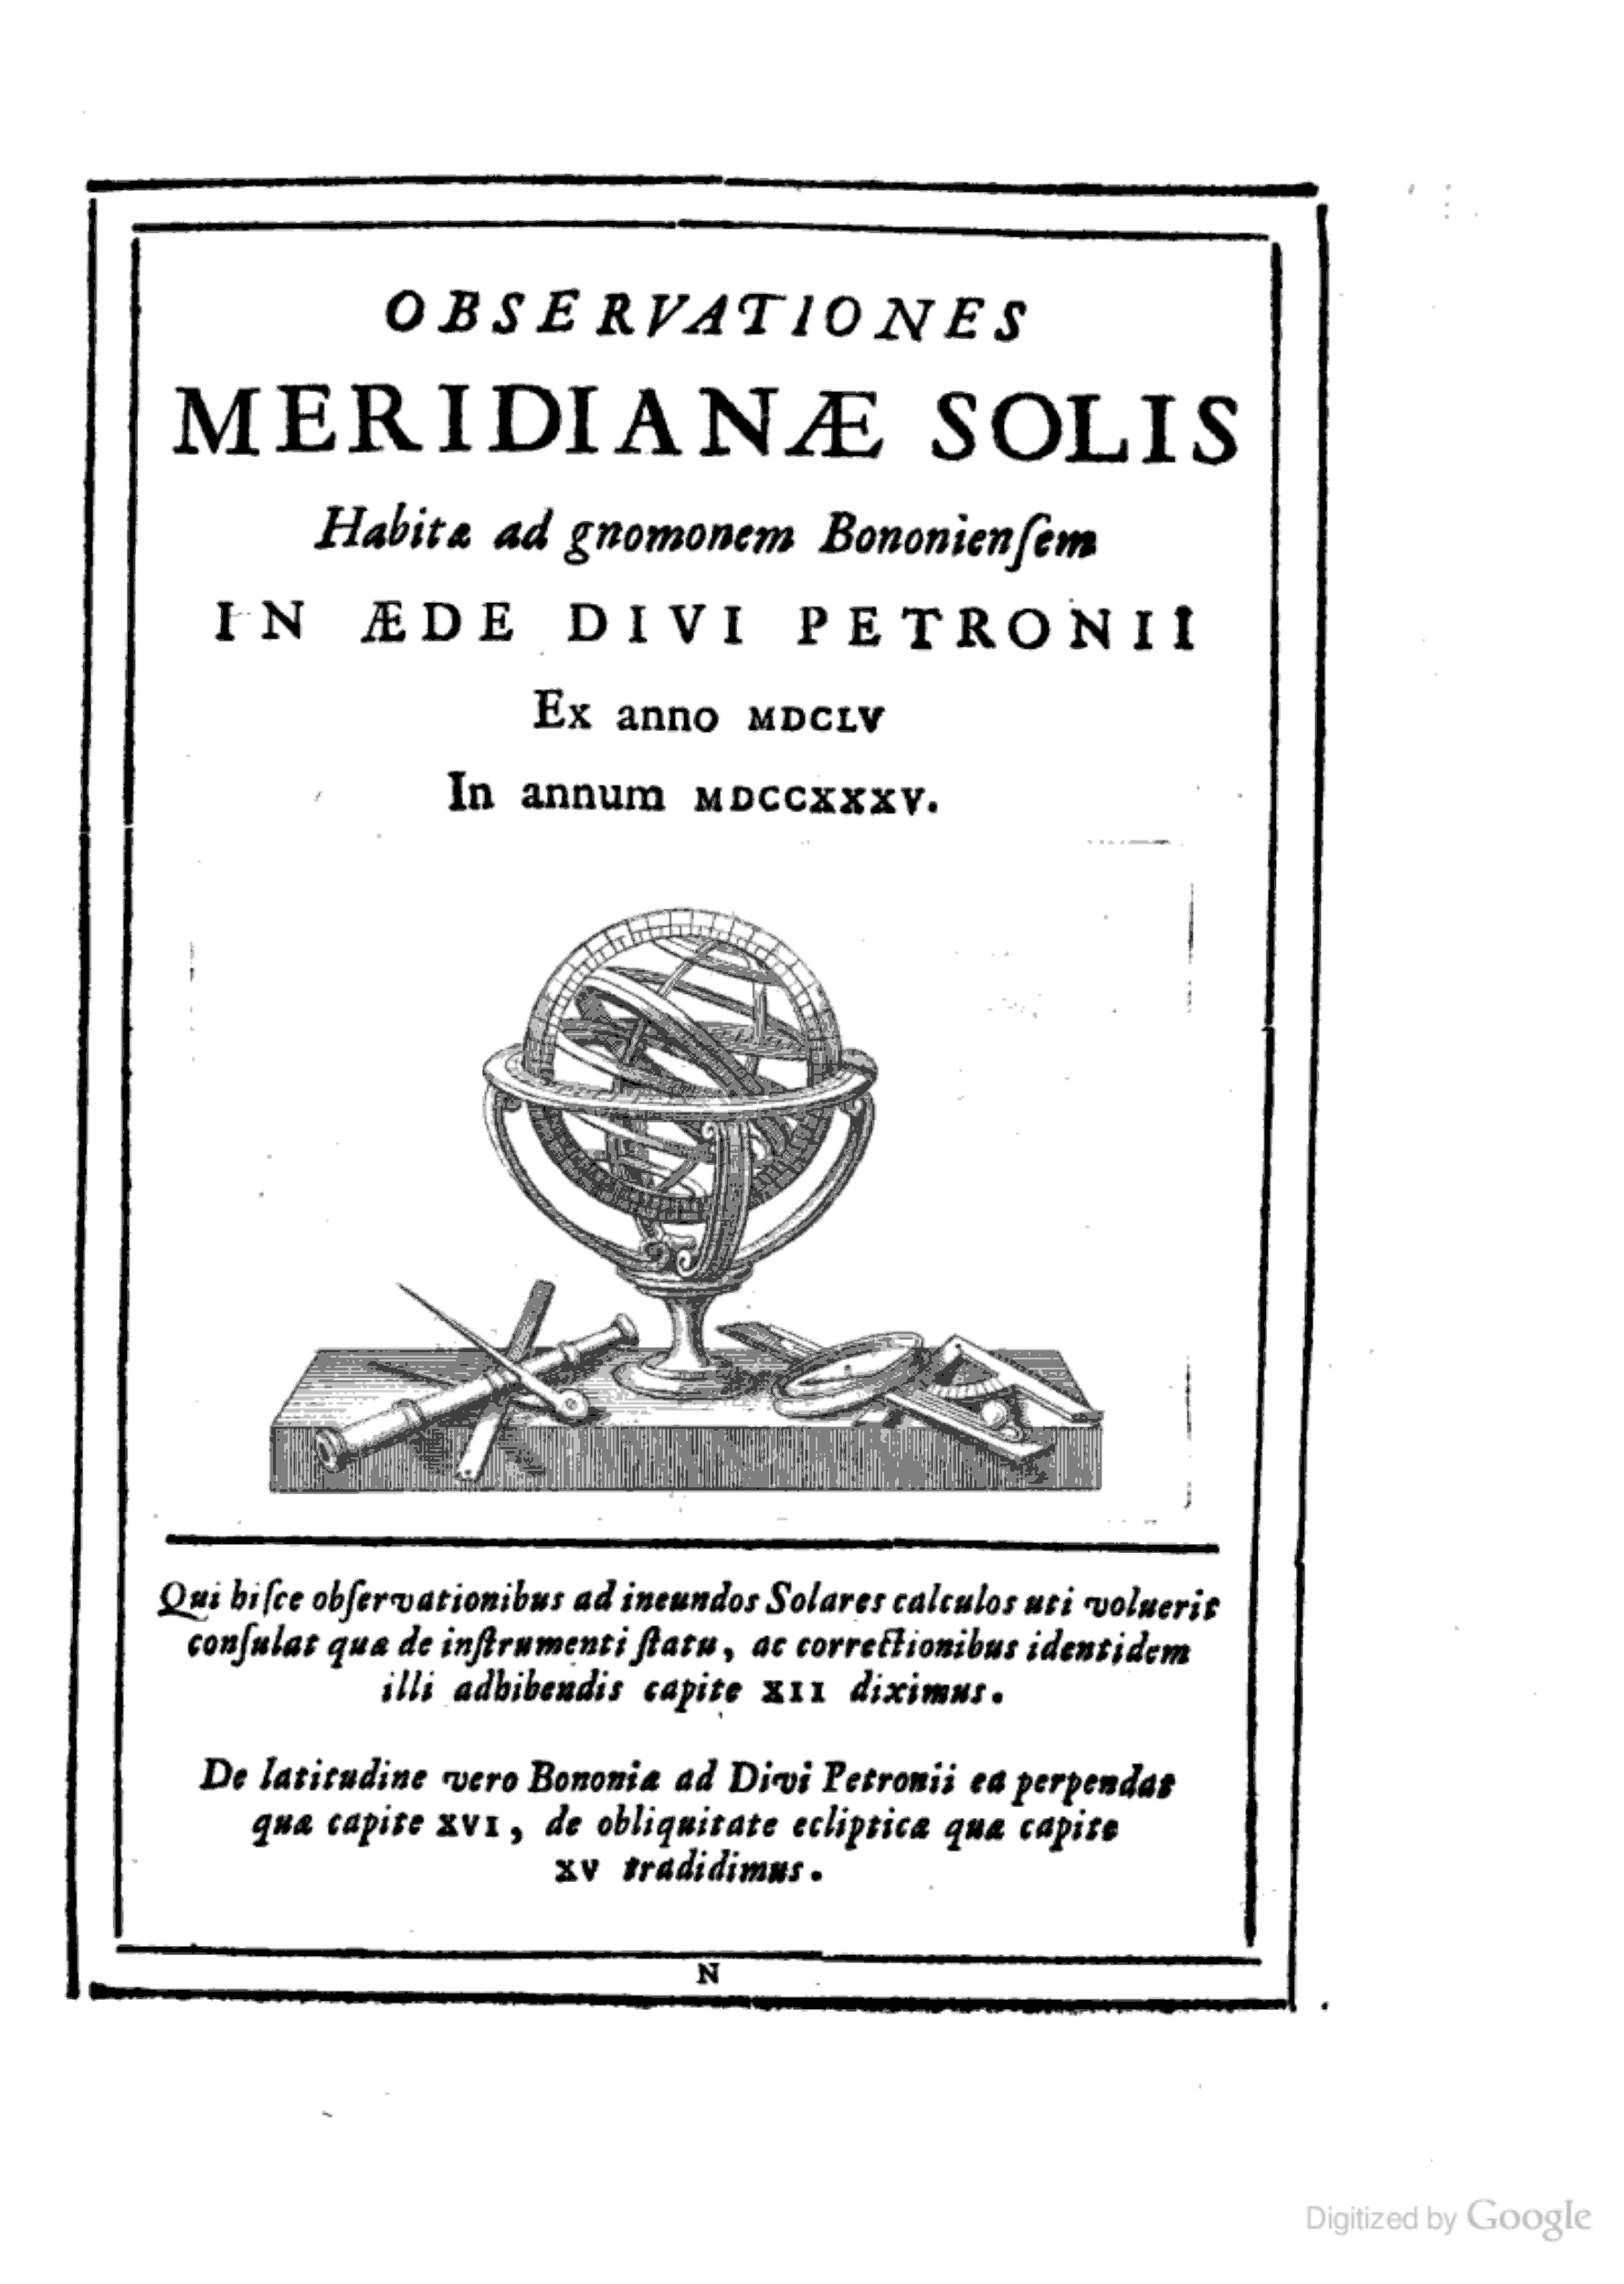 OBSERVATIONES
MERIDIANÆ SOLIS
Habitæ ad gnomonem Bononienſem
IN ÆDE DIVI PETRONII
Ex anno MDCLV
In annum MDCCXXXV.
Qui hiſce obſervationibus ad ineundos Solares calculos uti voluerit
conſulat quæ de inſtrumenti ſtatu, ac correctionibus identidem
illi adhibendis capite XII diximus.
De latitudine vero Bononiæ ad Divi Petronii ea perpendat
quæ capite XVI, de obliquitate eclipticæ quæ capite
XV tradidimus.
N
Digitized by Google